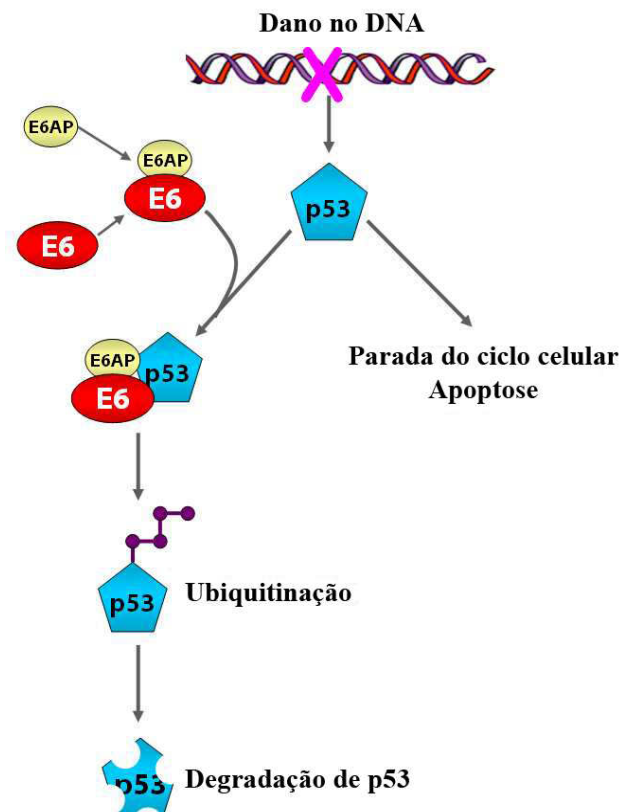 Dano no DNA
E6AP
E6AP
E6
p53
E6
E6AP
p53
E6
Parada do ciclo celular
Apoptose
p53
Ubiquitinação
p53
Degradação de p53